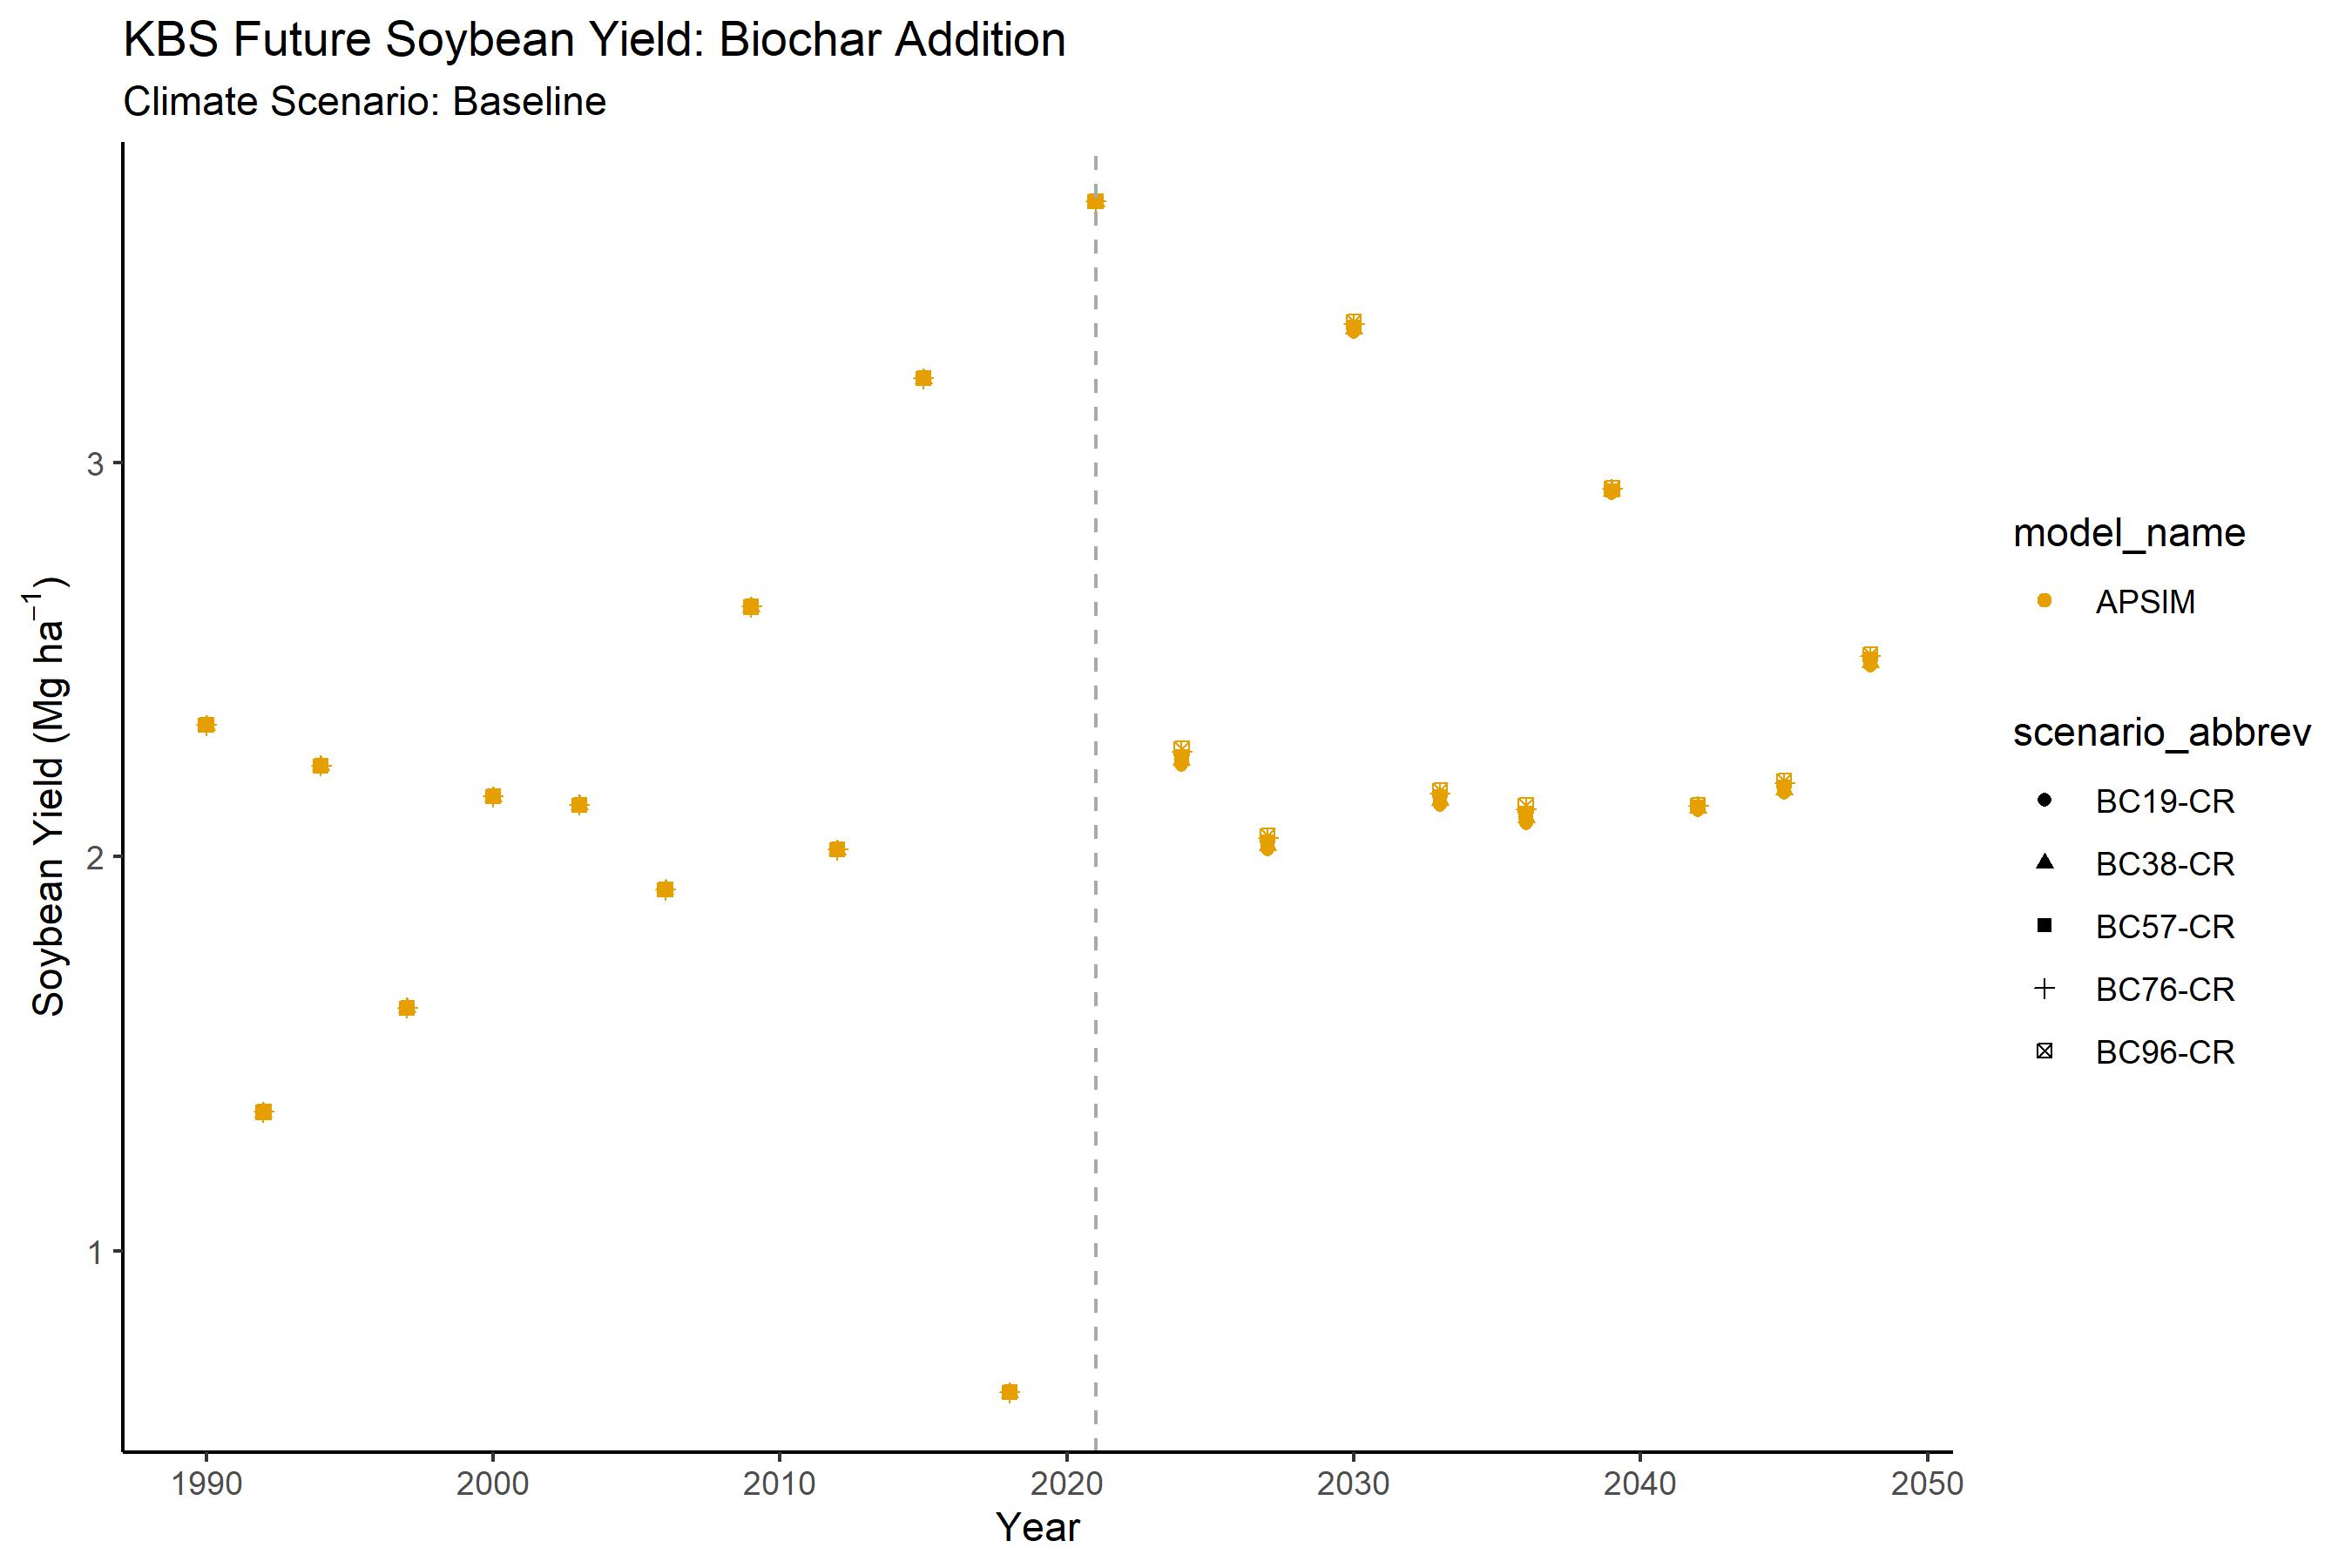 KBS Future Soybean Yield: Biochar Addition
Climate Scenario: Baseline
Soybean Yield (Mg ha⁻¹)
3
2
1
1990 2000 2010 2020 2030 2040 2050
Year
model_name
APSIM
scenario_abbrev
BC19-CR
BC38-CR
BC57-CR
BC76-CR
BC96-CR